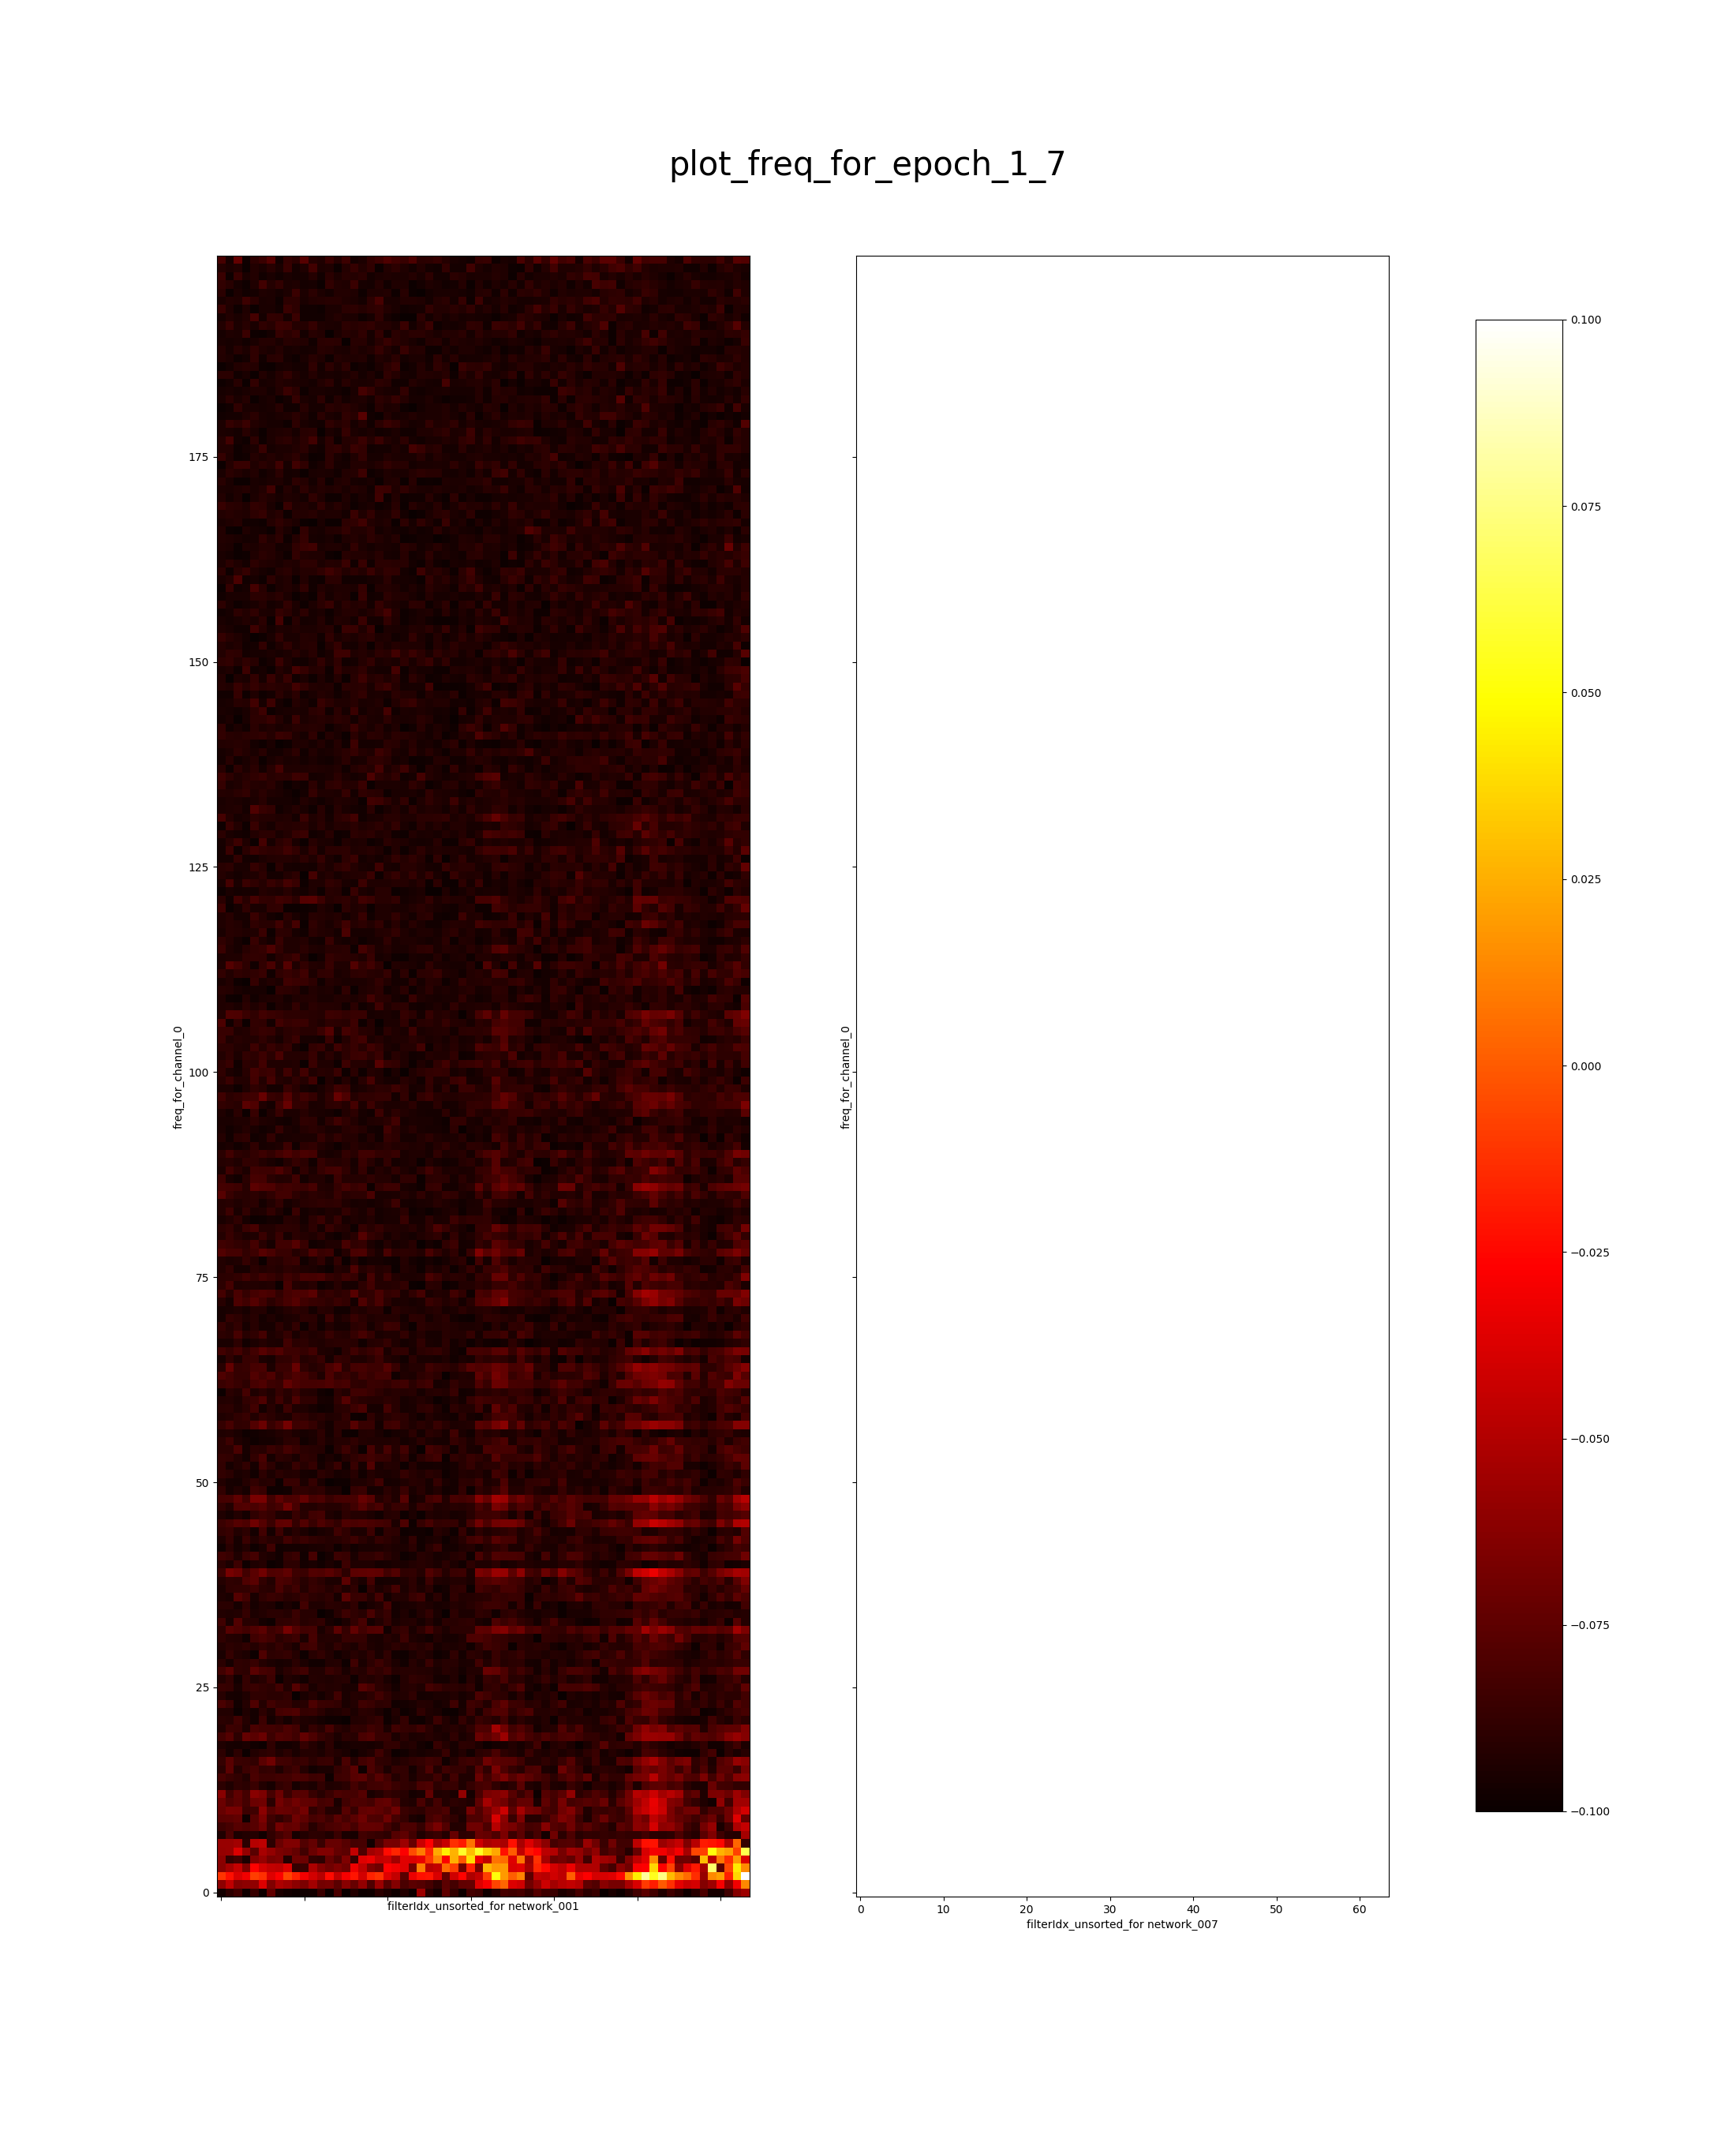 plot_freq_for_epoch_1_7
freq_for_channel_0
175
150
125
100
75
50
25
0
filterIdx_unsorted_for network_001
freq_for_channel_0
0 10 20 30 40 50 60
filterIdx_unsorted_for network_007
0.100
0.075
0.050
0.025
0.000
−0.025
−0.050
−0.075
−0.100